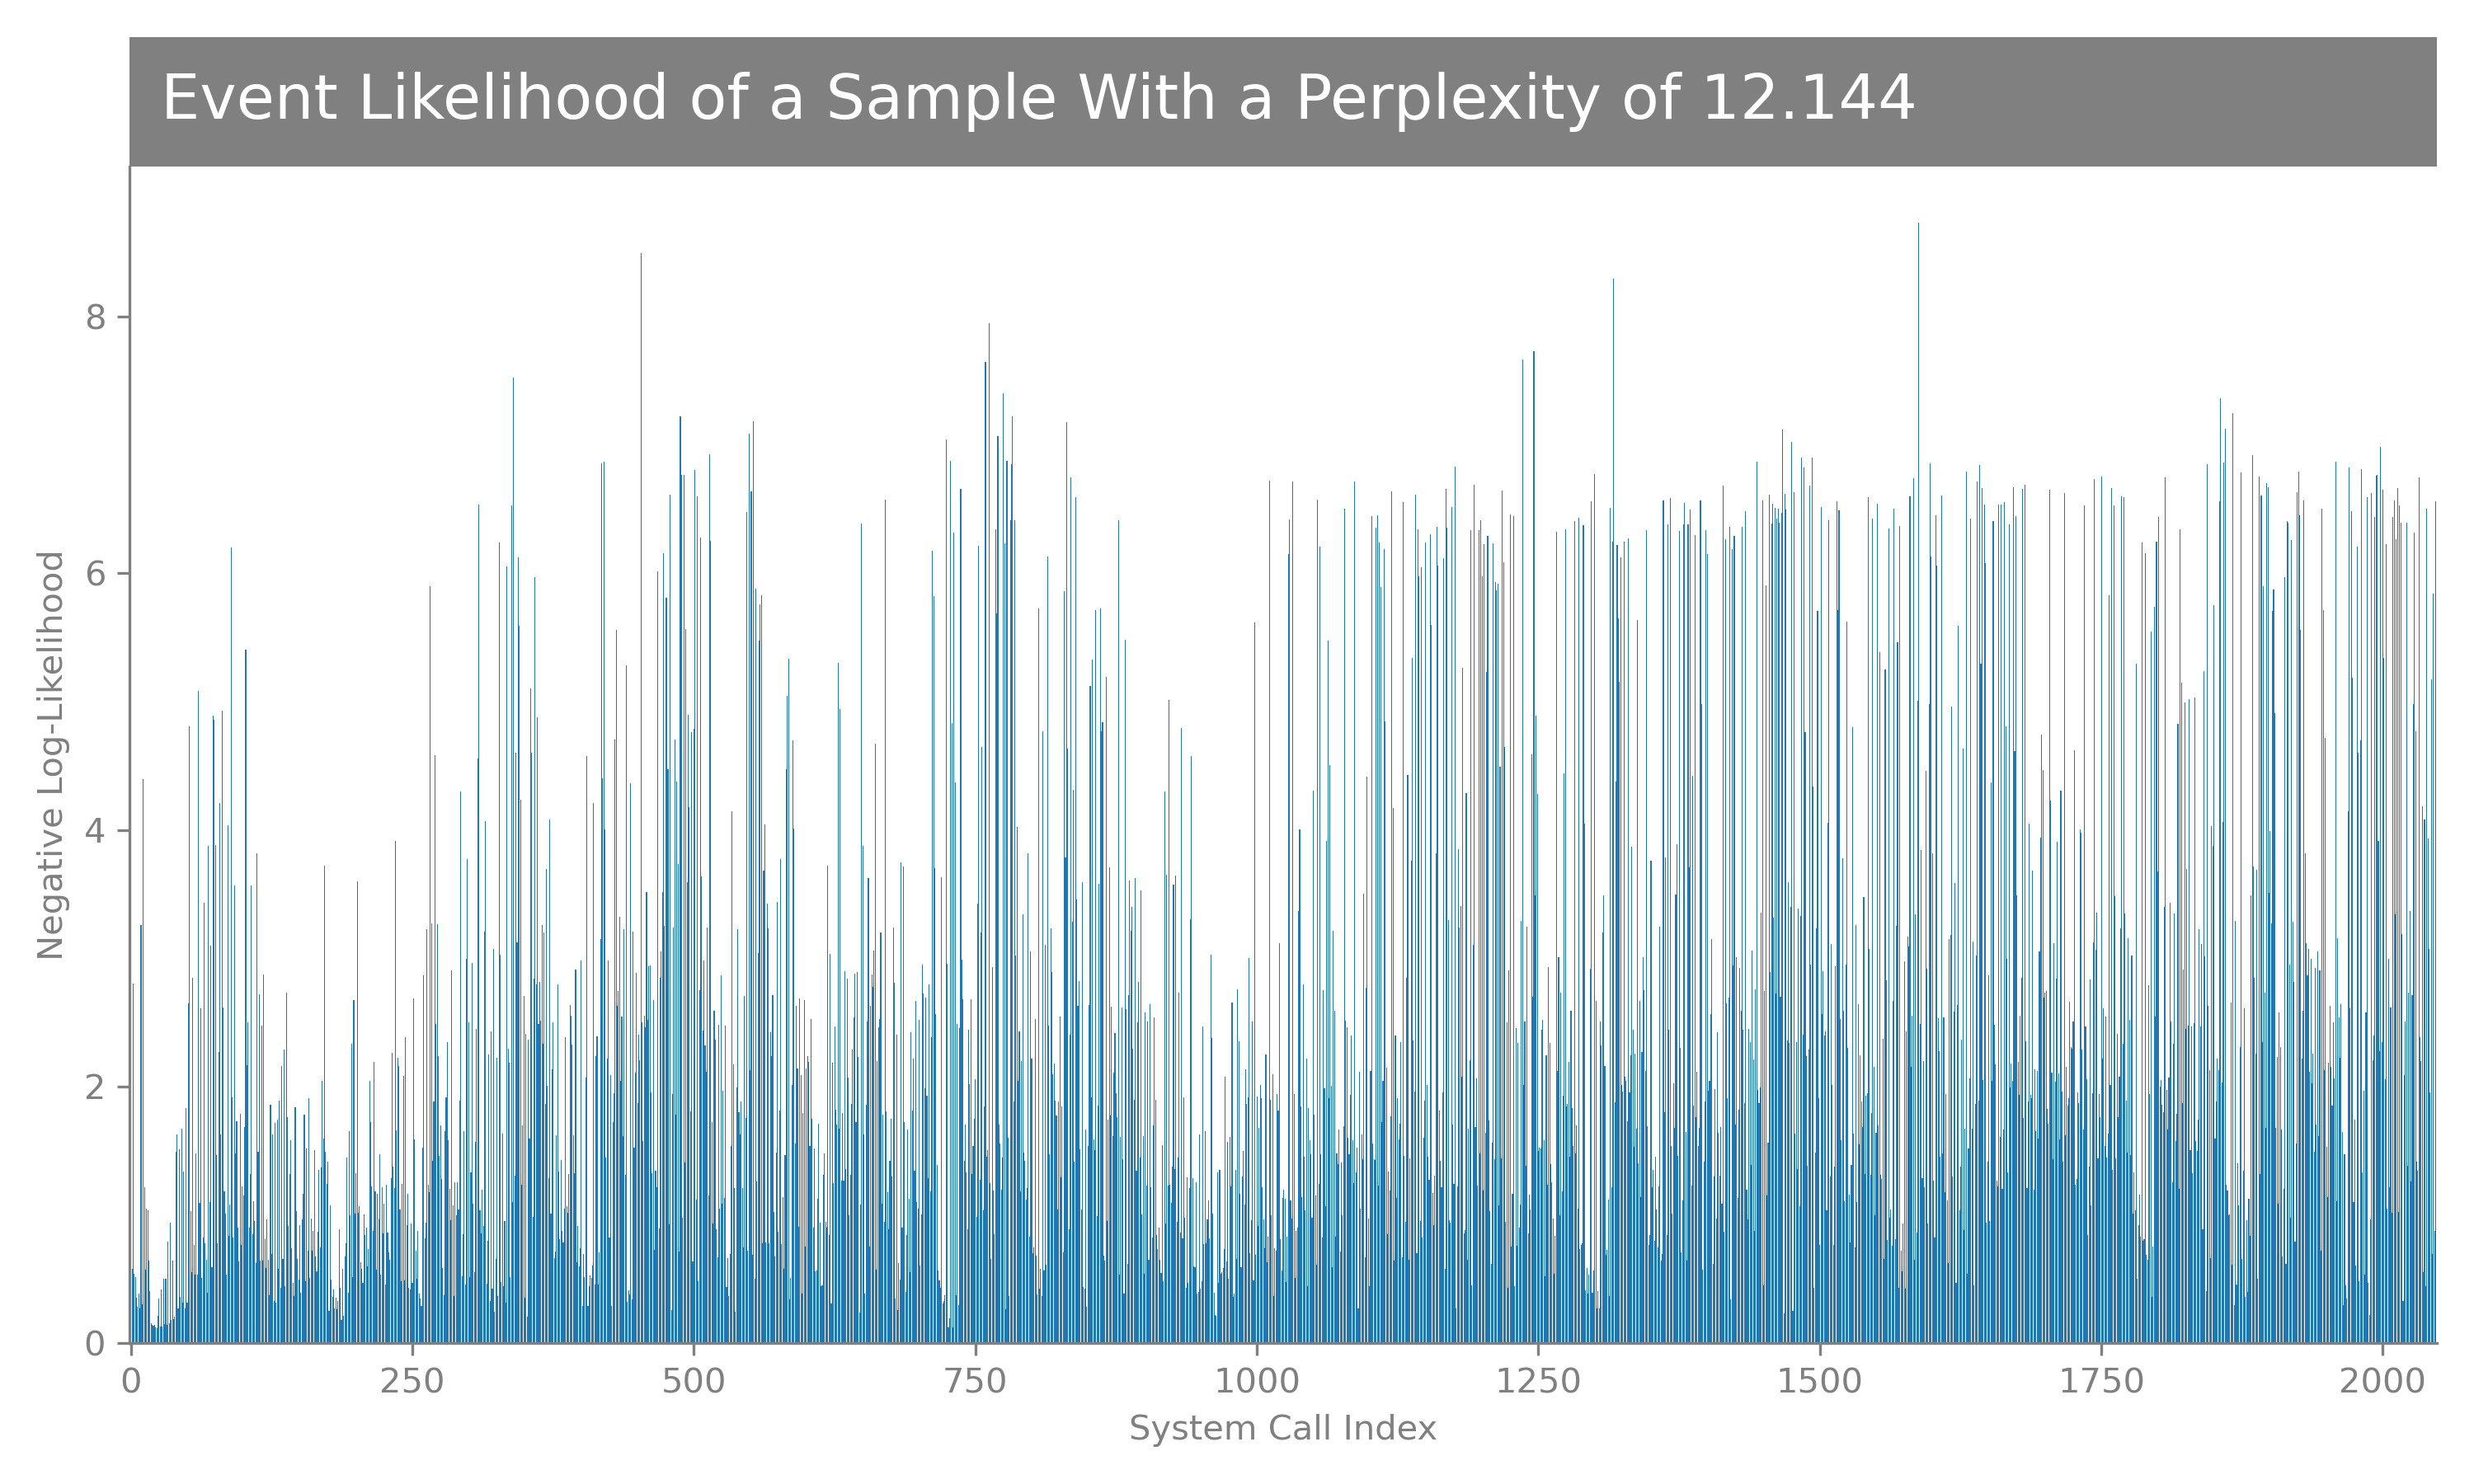 Event Likelihood of a Sample With a Perplexity of 12.144
Negative Log-Likelihood
8
6
4
2
0
0 250 500 750 1000 1250 1500 1750 2000
System Call Index